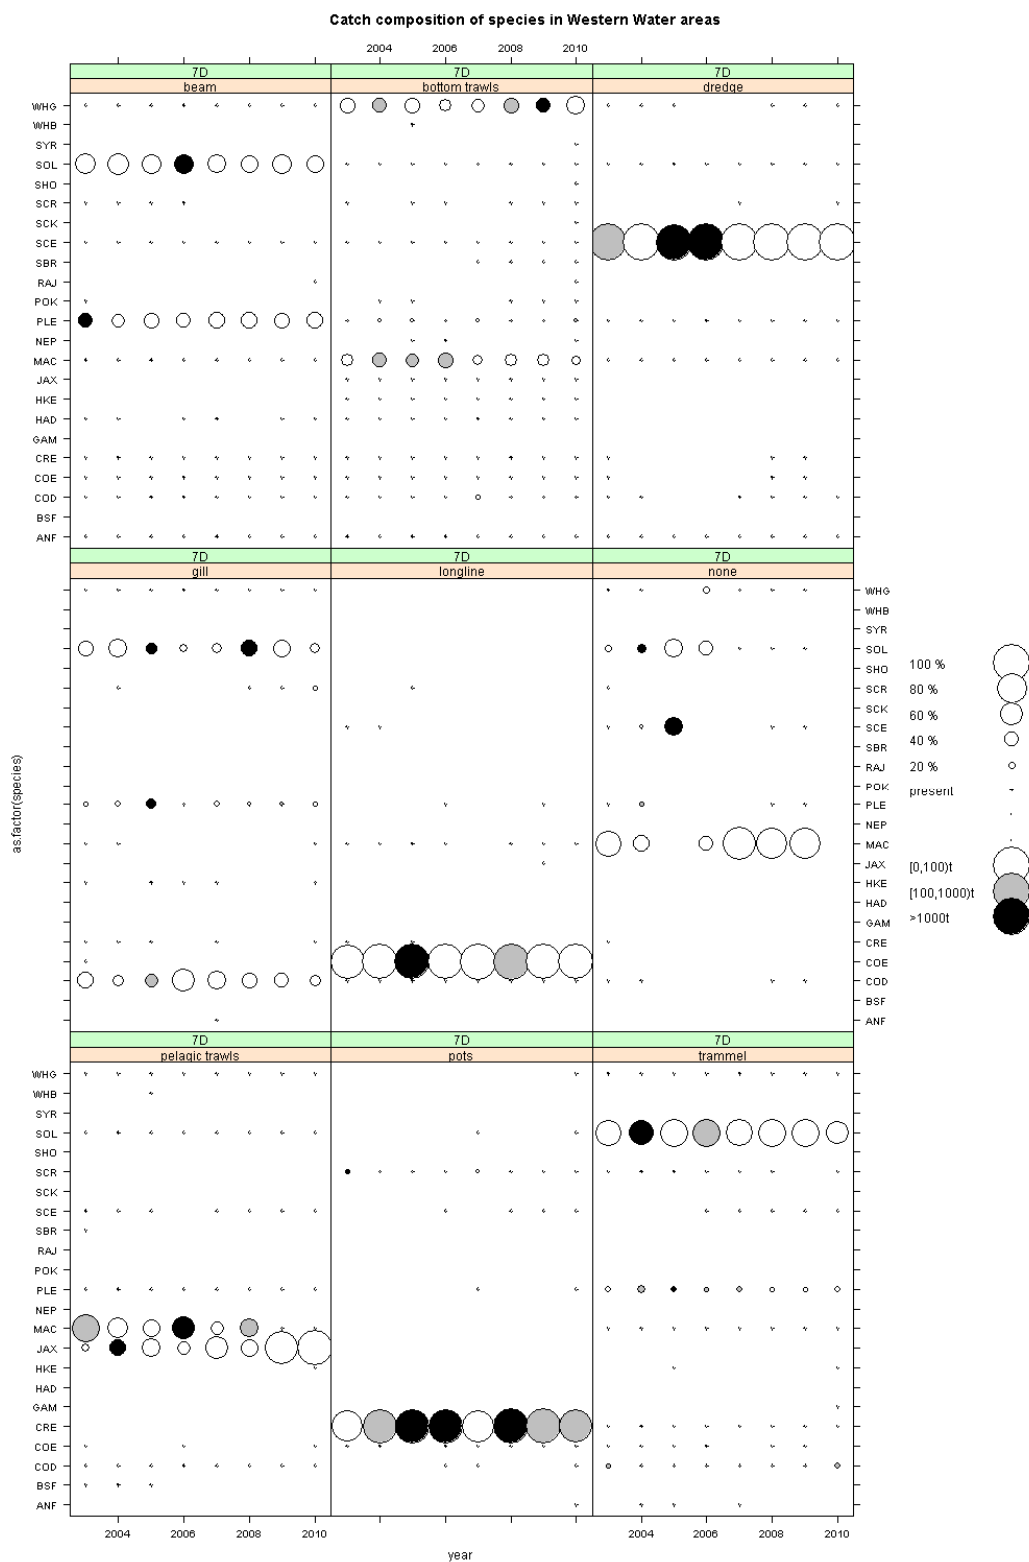 Catch composition of species in Western Water areas
2004 2006 2008 2010
7D 7D 7D
beam bottom trawls dredge
WHG
WHB
SYR
SOL
SHO
SCR
SCK
SCE
SBR
RAJ
POK
PLE
NEP
MAC
JAX
HKE
HAD
GAM
CRE
COE
COD
BSF
ANF
7D 7D 7D
gill longline none
WHG
WHB
SYR
SOL
SHO
SCR
SCK
SCE
SBR
RAJ
POK
PLE
NEP
MAC
JAX
HKE
HAD
GAM
CRE
COE
COD
BSF
ANF
100 %
80 %
60 %
40 %
20 %
present
[0,100)t
[100,1000)t
>1000t
as.factor(species)
7D 7D 7D
pelagic trawls pots trammel
WHG
WHB
SYR
SOL
SHO
SCR
SCK
SCE
SBR
RAJ
POK
PLE
NEP
MAC
JAX
HKE
HAD
GAM
CRE
COE
COD
BSF
ANF
2004 2006 2008 2010 2004 2006 2008 2010
year